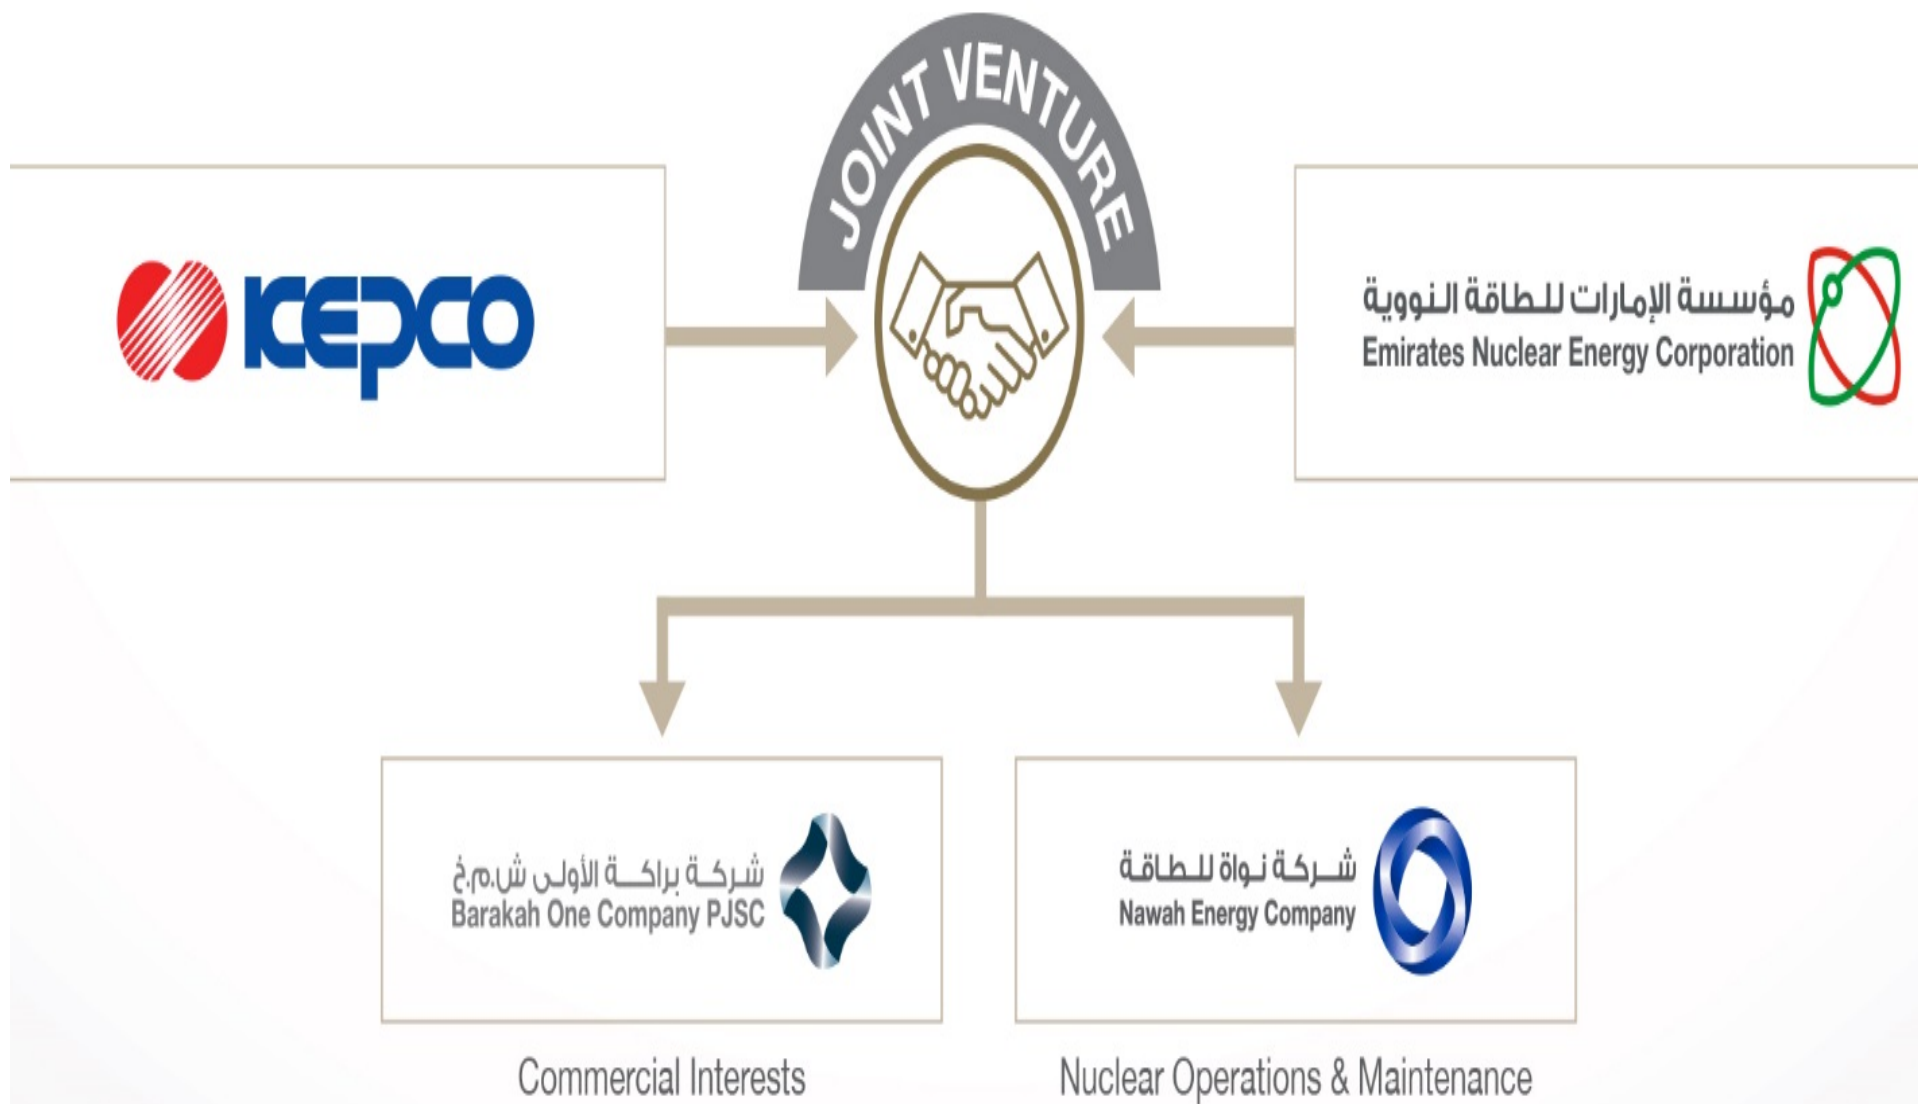 JOINT VENTURE
KEPCO
مؤسسة الإمارات للطاقة النووية
Emirates Nuclear Energy Corporation
شركة براكة الأولى ش.م.خ
Barakah One Company PJSC
شركة نواة للطاقة
Nawah Energy Company
Commercial Interests
Nuclear Operations & Maintenance